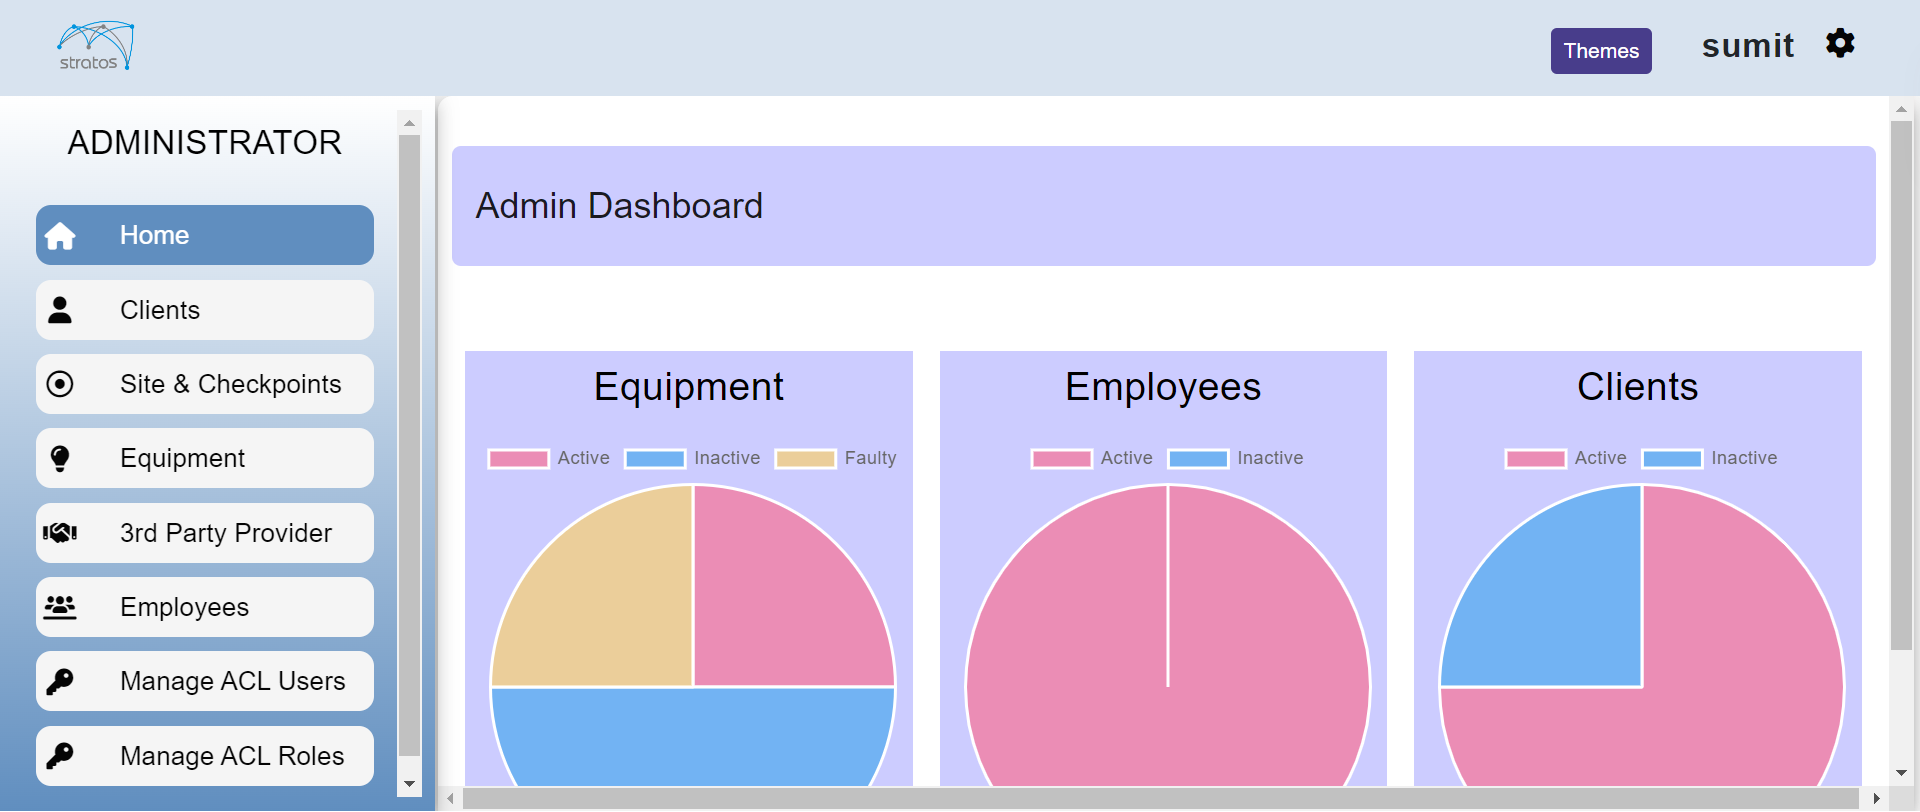 stratos
Themes
sumit
ADMINISTRATOR
Home
Clients
Site & Checkpoints
Equipment
3rd Party Provider
Employees
Manage ACL Users
Manage ACL Roles
Admin Dashboard
Equipment
Active Inactive Faulty
Employees
Active Inactive
Clients
Active Inactive